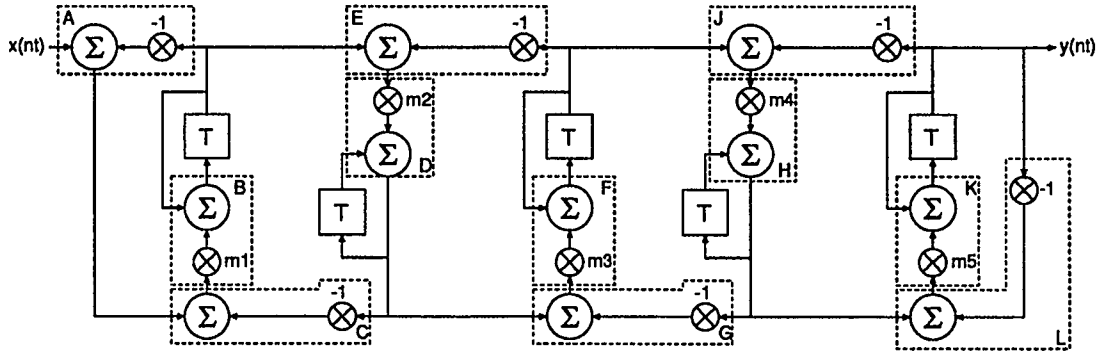 A -1 E -1 J -1
x(nt) Σ Σ Σ y(nt)
m2 m4
T T T
Σ D Σ H
B F K -1
Σ T Σ T Σ
m1 m3 m5
-1 -1
Σ C Σ G Σ L